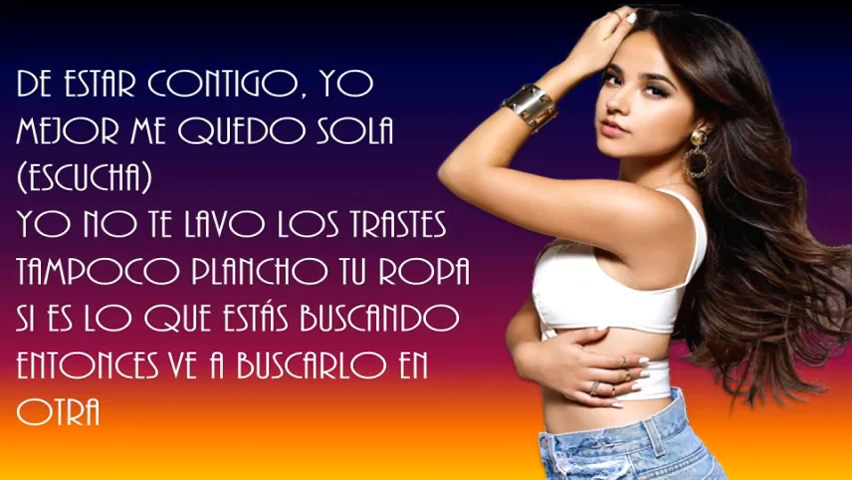 DE ESTAR CONTIGO, YO
MEJOR ME QUEDO SOLA
(ESCUCHA)
YO NO TE LAVO LOS TRASTES
TAMPOCO PLANCHO TU ROPA
SI ES LO QUE ESTÁS BUSCANDO
ENTONCES VE A BUSCARLO EN
OTRA